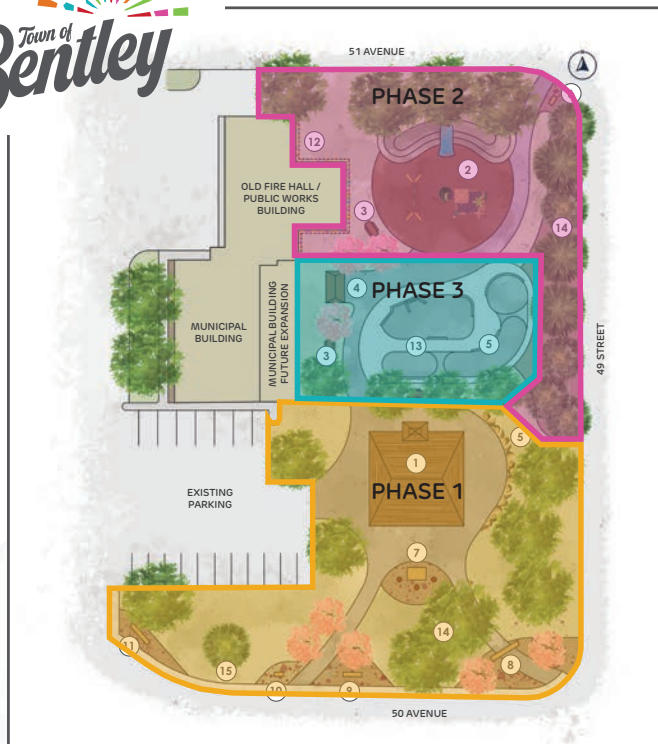 Town of
Bentley
51 AVENUE
PHASE 2
12
OLD FIRE HALL /
PUBLIC WORKS
BUILDING
2
3
14
4
PHASE 3
MUNICIPAL BUILDING
FUTURE EXPANSION
MUNICIPAL
BUILDING
13
5
3
49 STREET
5
1
EXISTING
PARKING
PHASE 1
7
14
11
15
8
10
9
50 AVENUE